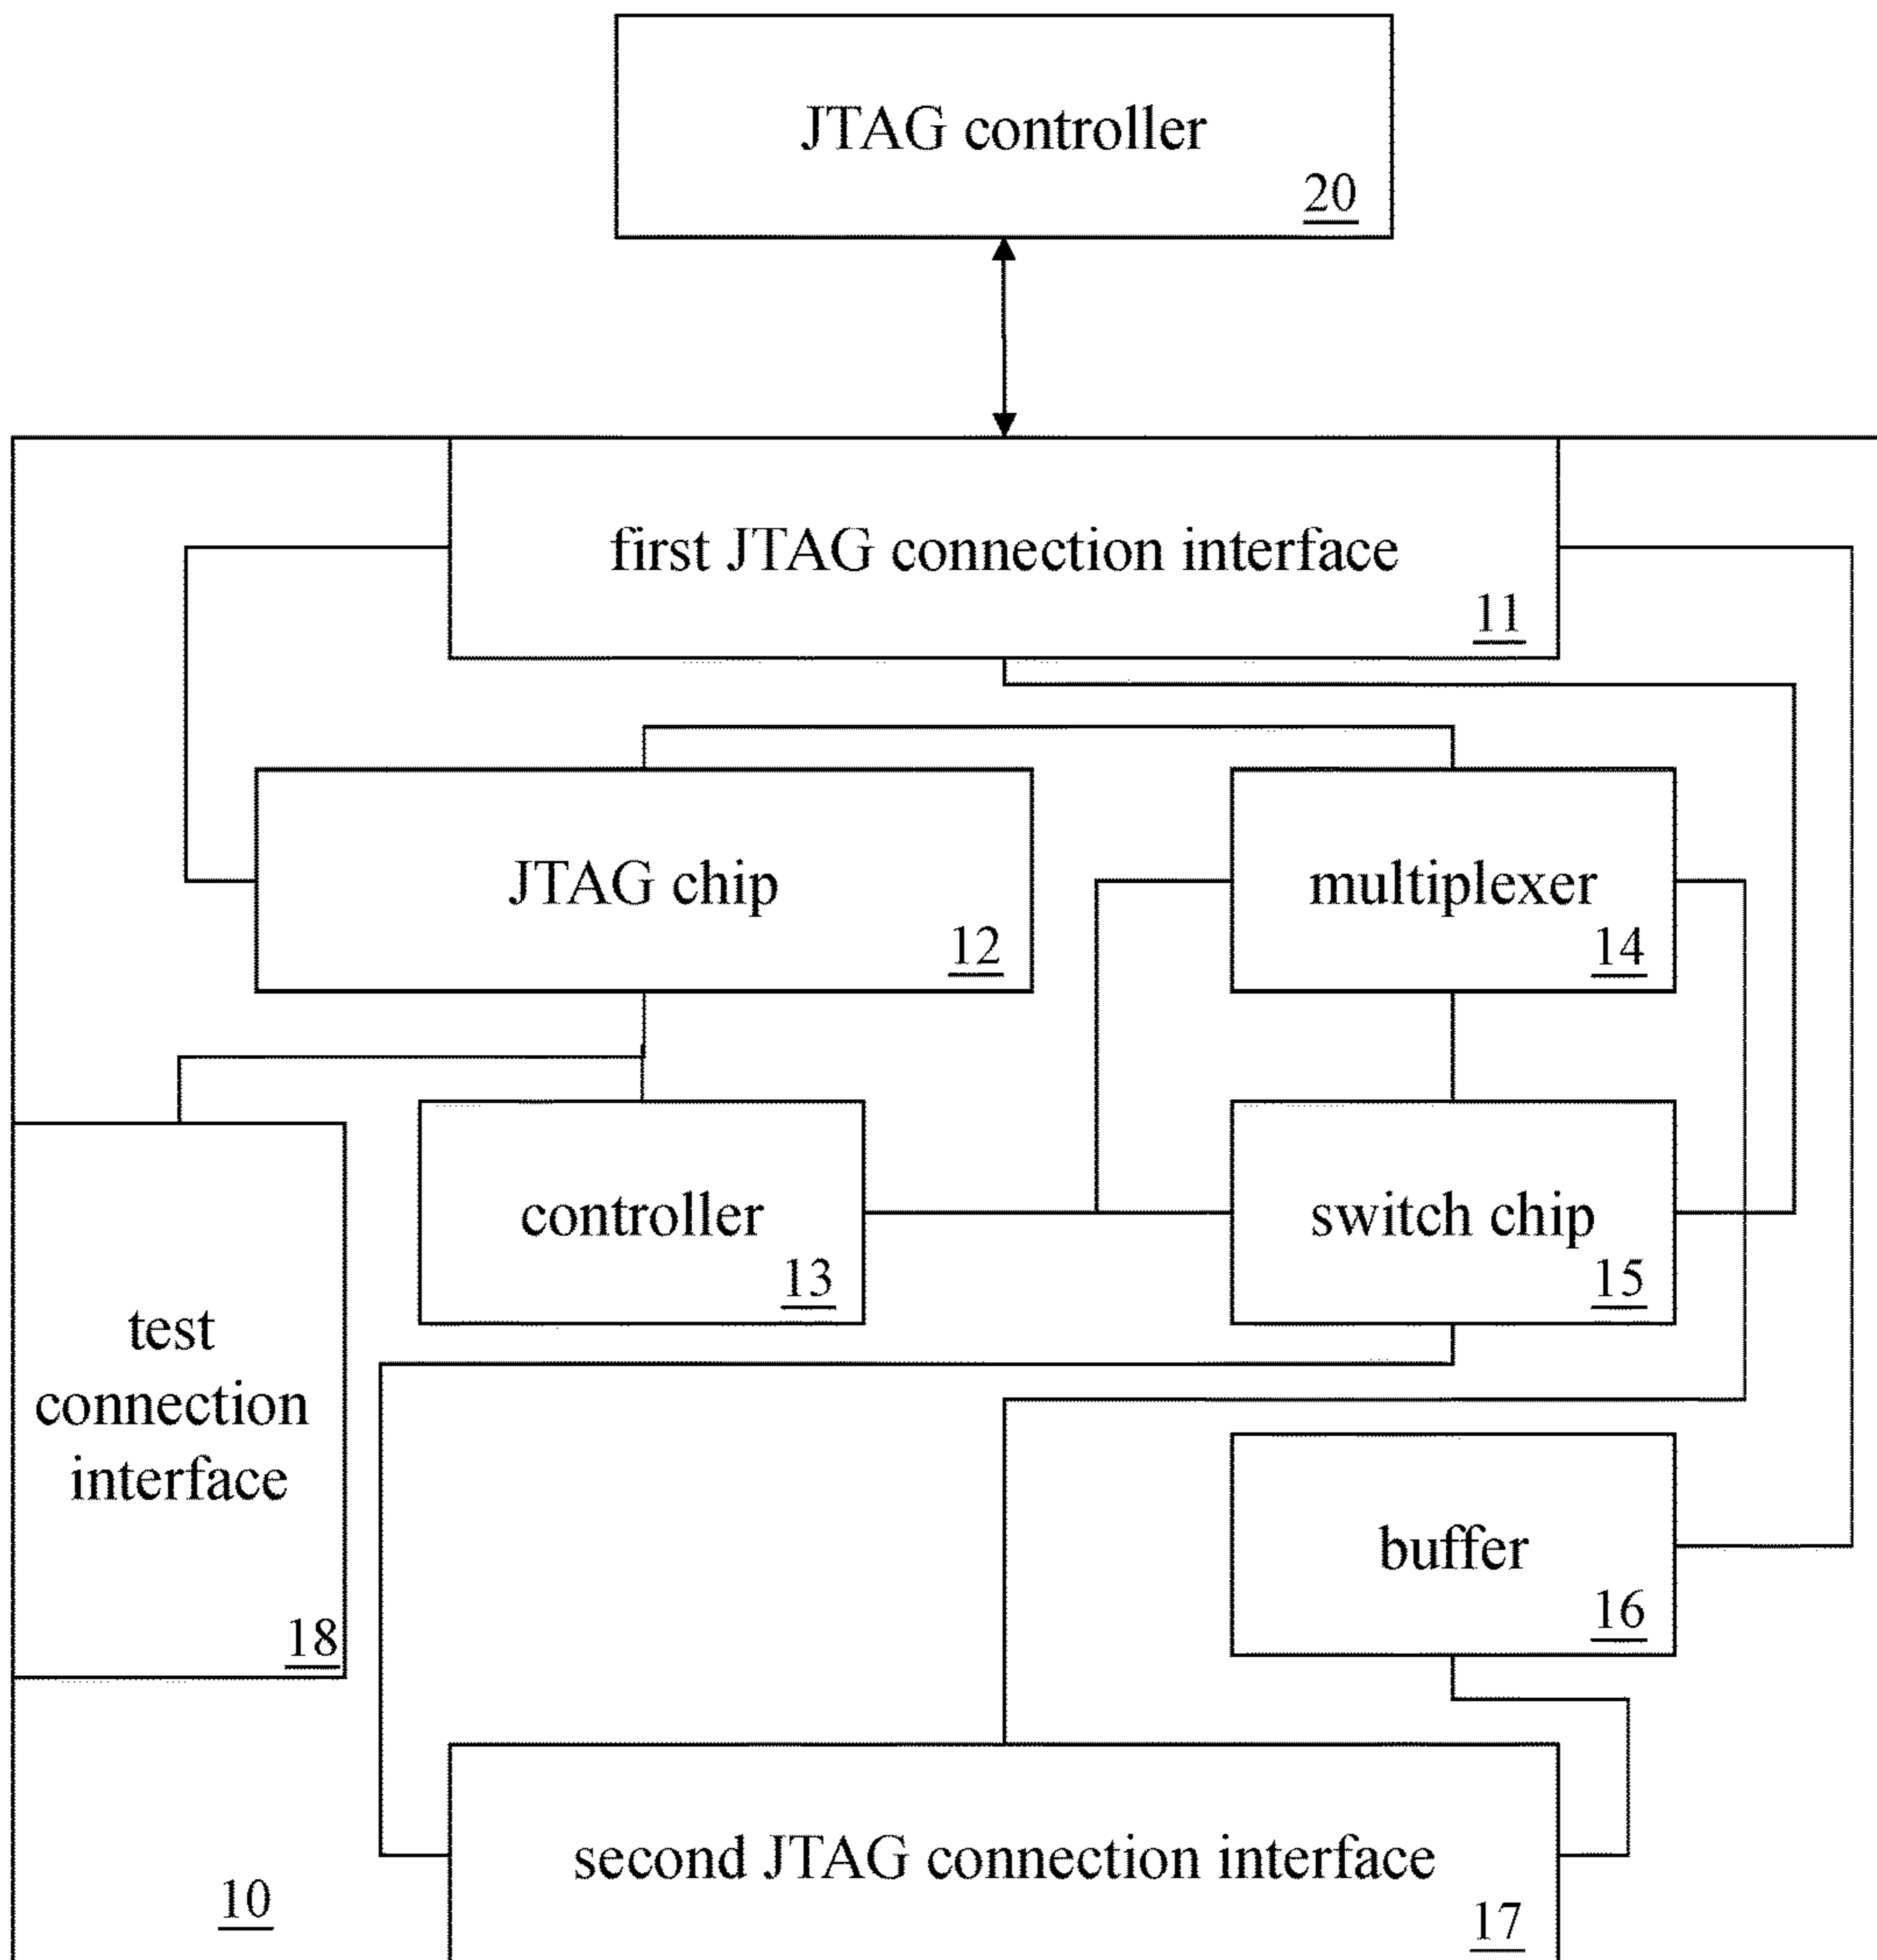 JTAG controller
20
first JTAG connection interface
11
JTAG chip
12
multiplexer
14
controller
13
switch chip
15
test
connection
interface
18
buffer
16
second JTAG connection interface
17
10